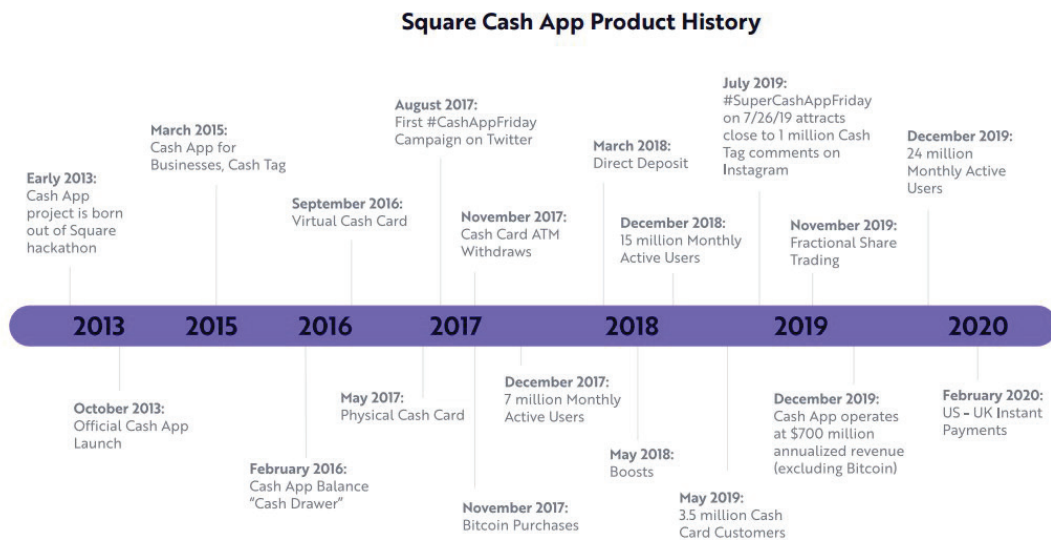 Square Cash App Product History
Early 2013:
Cash App
project is born
out of Square
hackathon
March 2015:
Cash App for
Businesses, Cash Tag
September 2016:
Virtual Cash Card
August 2017:
First #CashAppFriday
Campaign on Twitter
November 2017:
Cash Card ATM
Withdraws
March 2018:
Direct Deposit
December 2018:
15 million Monthly
Active Users
July 2019:
#SuperCashAppFriday
on 7/26/19 attracts
close to 1 million Cash
Tag comments on
Instagram
November 2019:
Fractional Share
Trading
December 2019:
24 million
Monthly Active
Users
2013 2015 2016 2017 2018 2019 2020
October 2013:
Official Cash App
Launch
February 2016:
Cash App Balance
“Cash Drawer”
May 2017:
Physical Cash Card
November 2017:
Bitcoin Purchases
December 2017:
7 million Monthly
Active Users
May 2018:
Boosts
May 2019:
3.5 million Cash
Card Customers
December 2019:
Cash App operates
at $700 million
annualized revenue
(excluding Bitcoin)
February 2020:
US - UK Instant
Payments